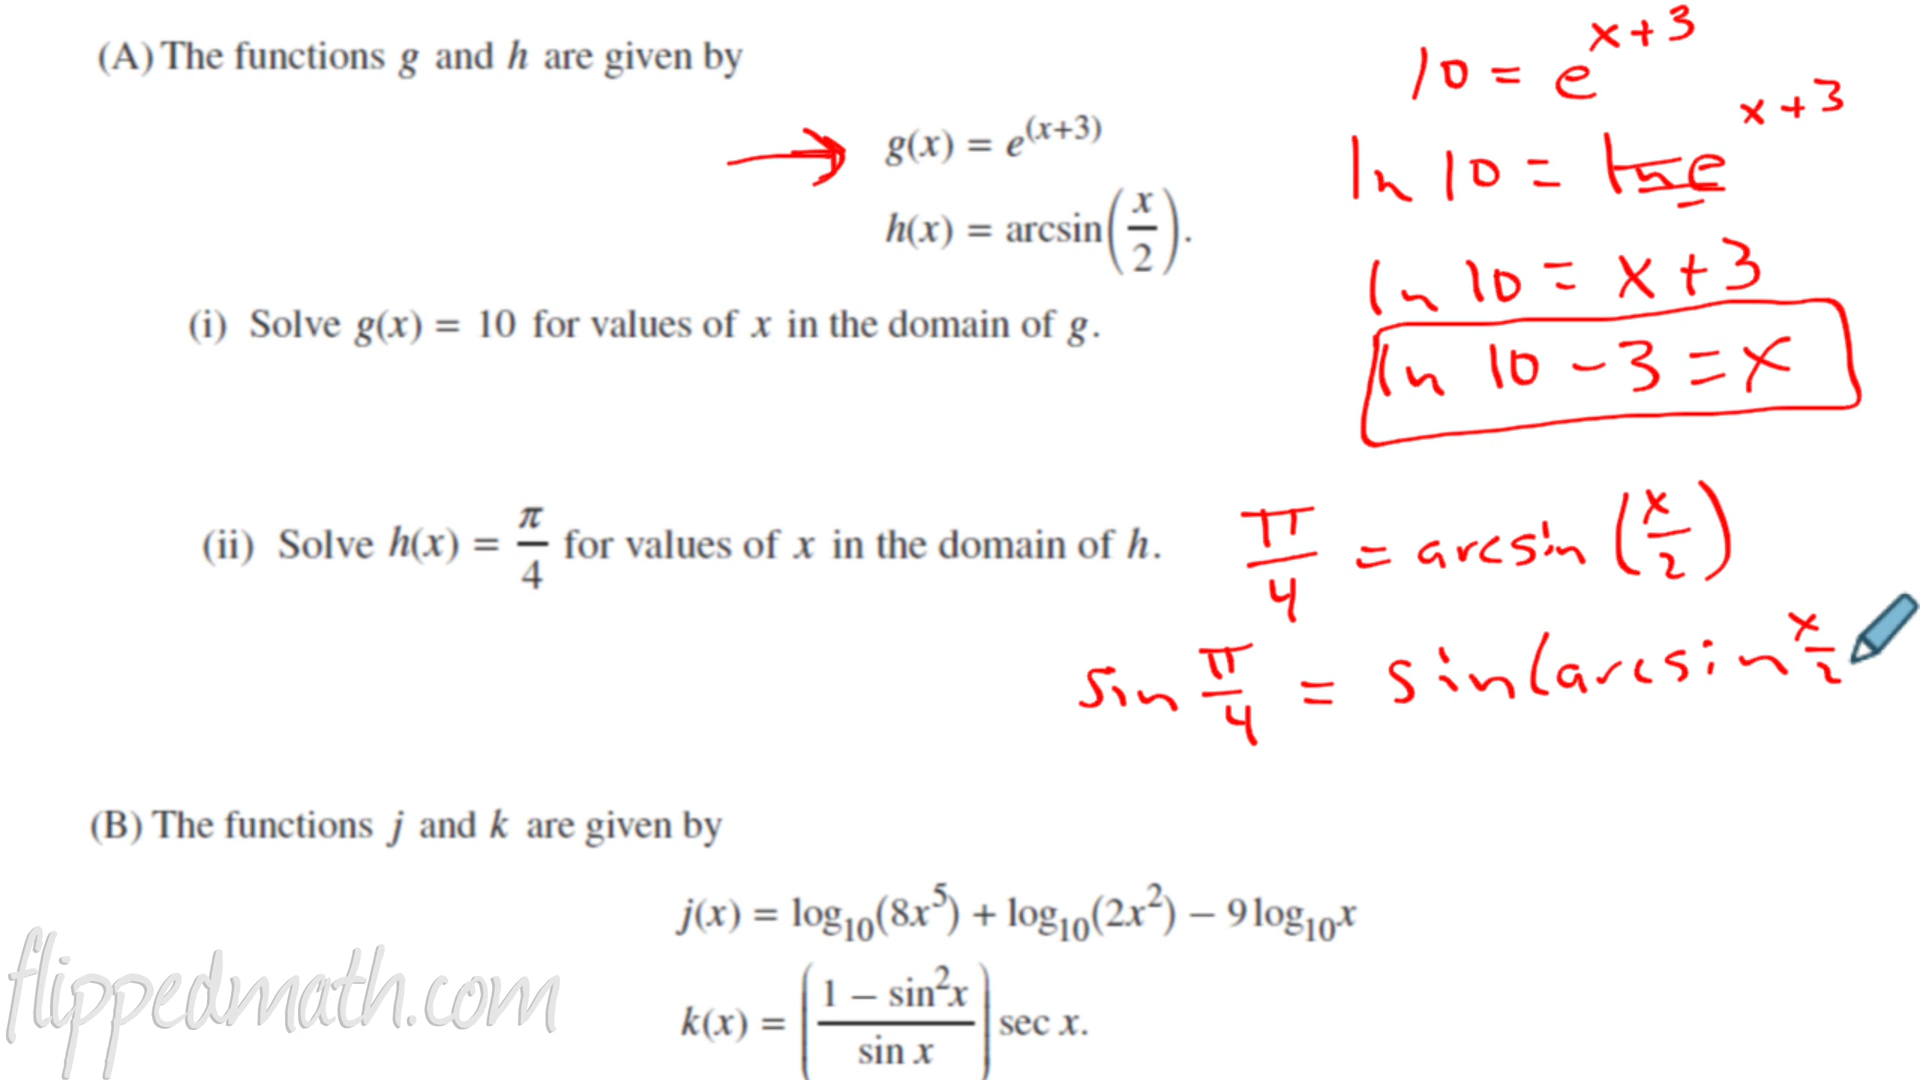 (A) The functions g and h are given by
g(x) = e^(x+3)
h(x) = arcsin(x/2).
(i) Solve g(x) = 10 for values of x in the domain of g.
10 = e^x+3
ln 10 = ln e^x+3
ln 10 = x+3
ln 10 - 3 = x
(ii) Solve h(x) = π/4 for values of x in the domain of h.
π/4 = arcsin (x/2)
sin π/4 = sin(arcsin x/2
(B) The functions j and k are given by
j(x) = log₁₀(8x⁵) + log₁₀(2x²) – 9 log₁₀x
k(x) = ((1 – sin²x)/(sin x)) sec x.
flippedmath.com